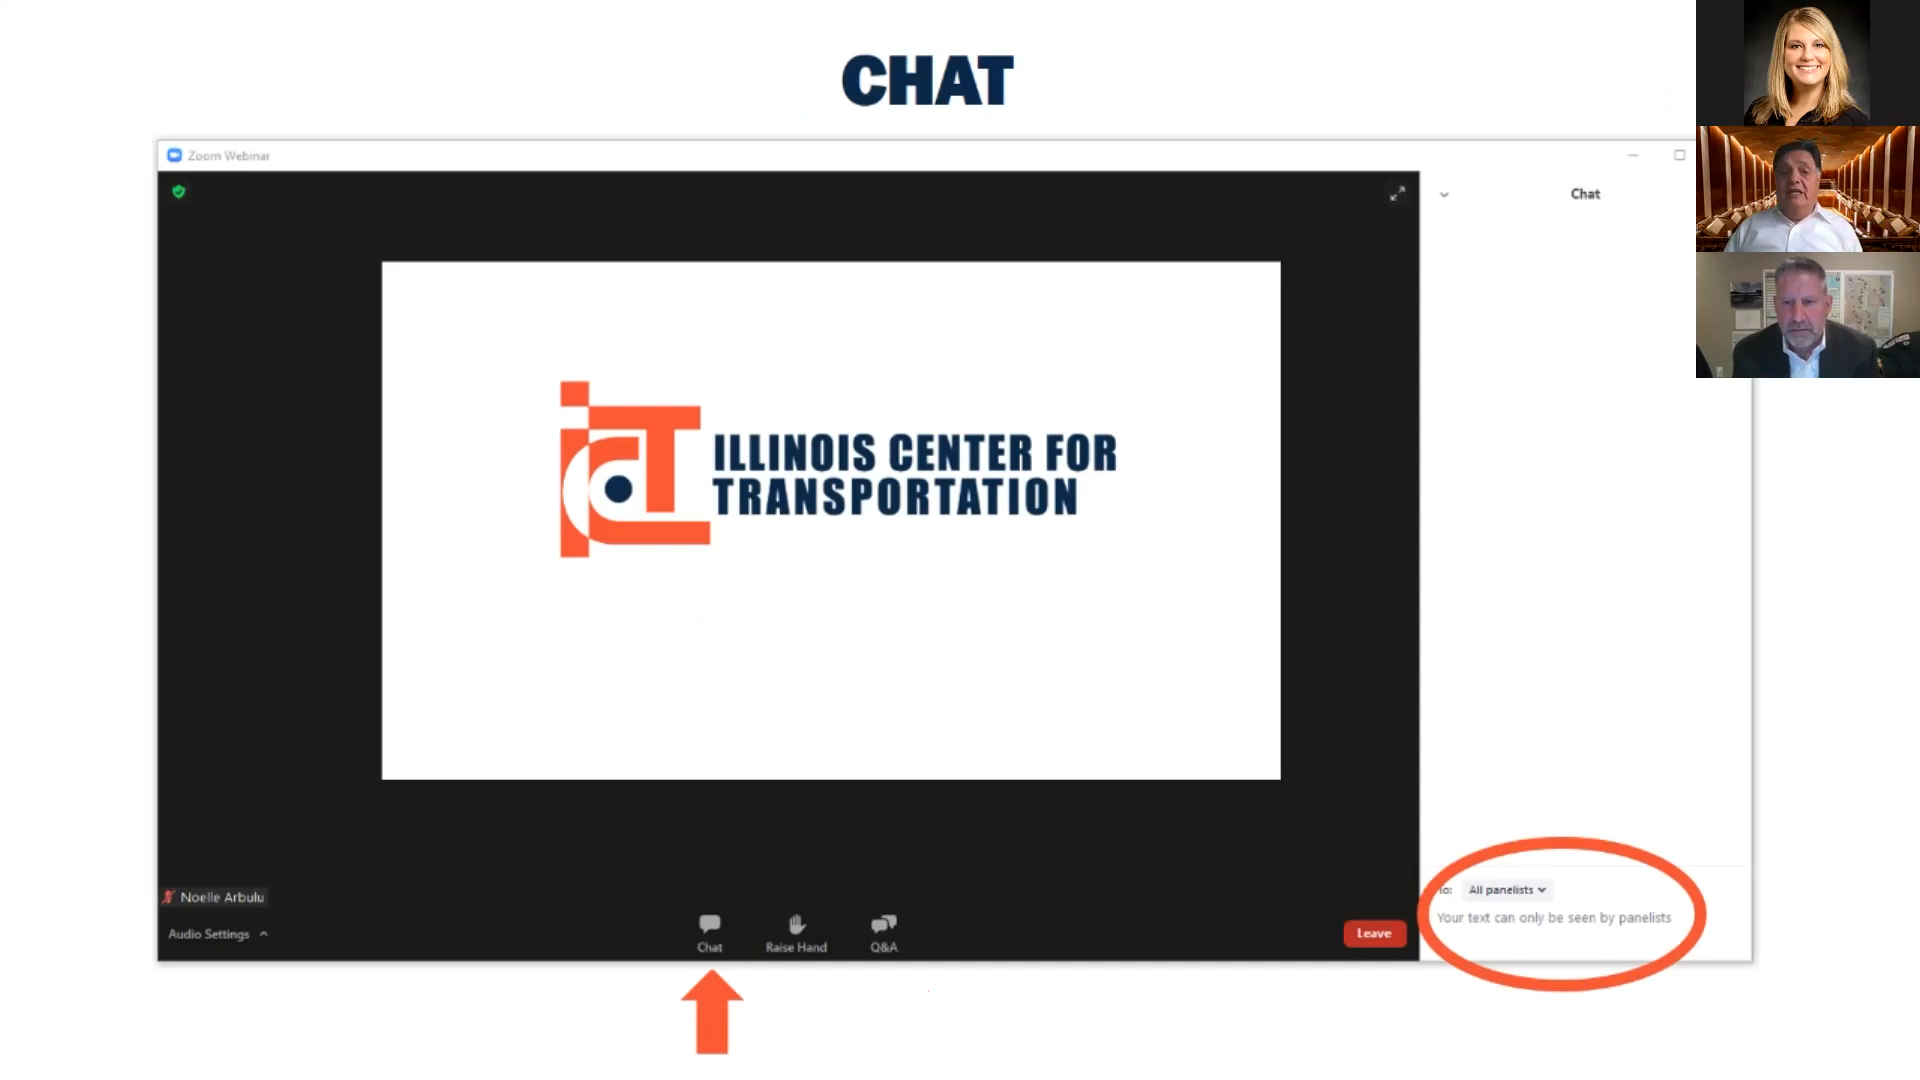 CHAT
Zoom Webinar
Chat
ILLINOIS CENTER FOR
TRANSPORTATION
To: All panelists
Your text can only be seen by panelists
Noelle Arbulu
Audio Settings
Chat
Raise Hand
Q&A
Leave